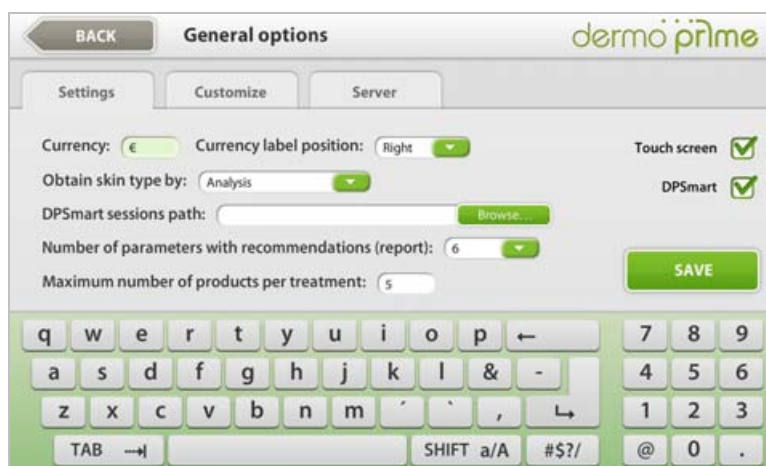 BACK General options dermo prime
Settings Customize Server
Currency: € Currency label position: Right Touch screen
Obtain skin type by: Analysis DPSmart
DPSmart sessions path: Browse...
Number of parameters with recommendations (report): 6
SAVE
Maximum number of products per treatment: 5
q w e r t y u i o p ← 7 8 9
a s d f g h j k l & - 4 5 6
z x c v b n m ´ ` , ↵ 1 2 3
TAB SHIFT a/A #$?/ @ 0 .